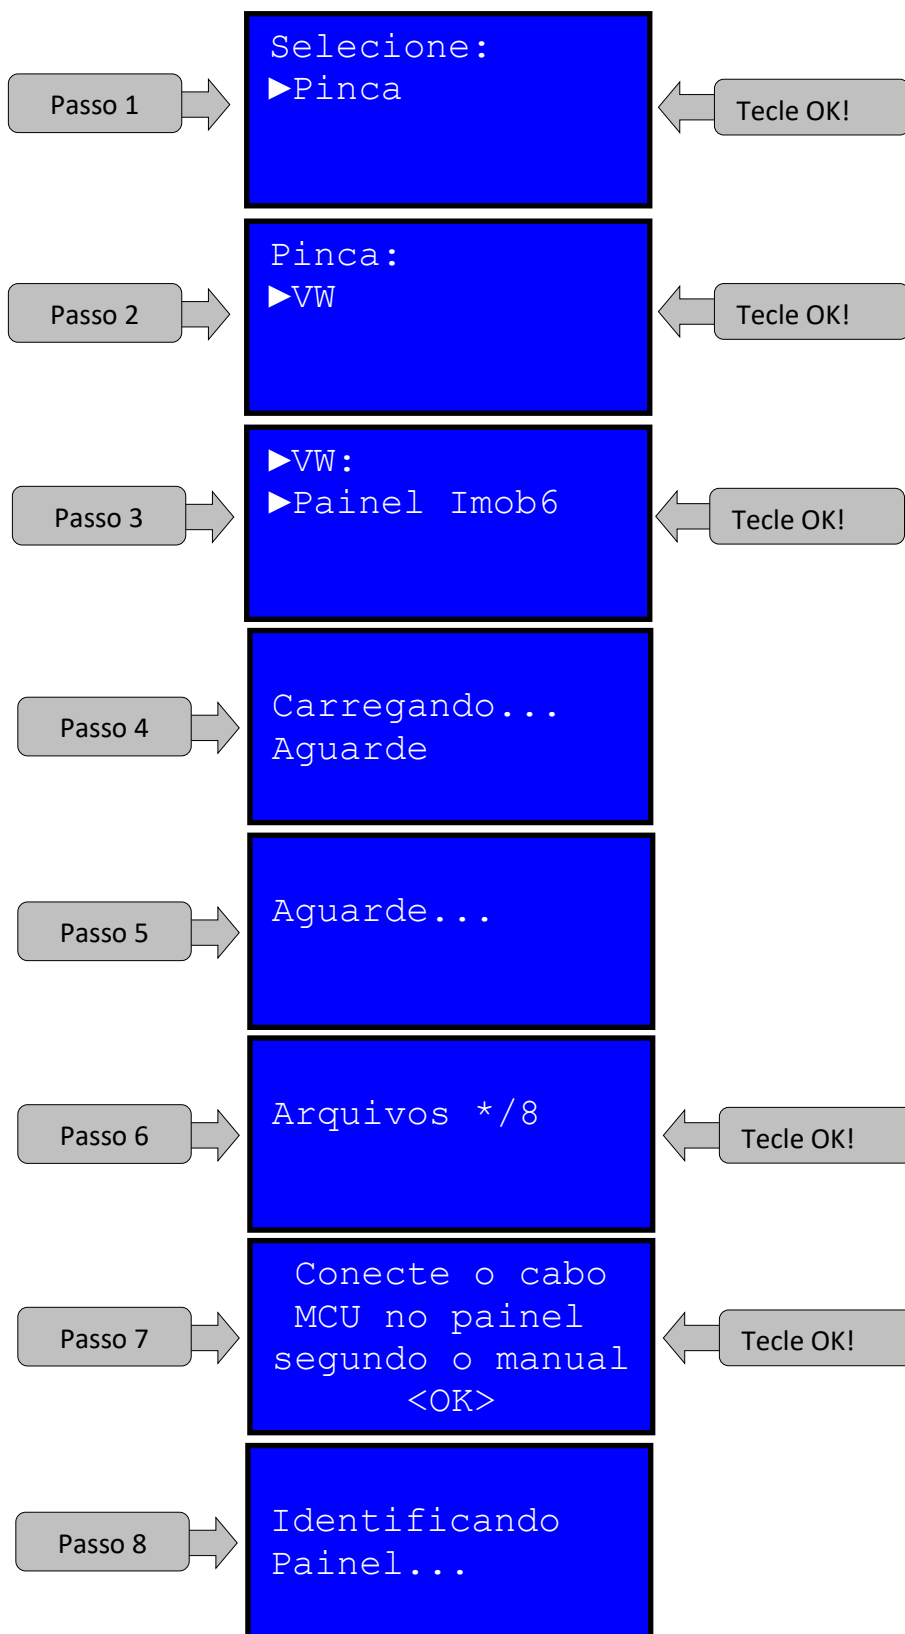 Passo 1
Selecione:
►Pinca
Tecle OK!
Passo 2
Pinca:
►VW
Tecle OK!
Passo 3
►VW:
►Painel Imob6
Tecle OK!
Passo 4
Carregando...
Aguarde
Passo 5
Aguarde...
Passo 6
Arquivos */8
Tecle OK!
Passo 7
Conecte o cabo
MCU no painel
segundo o manual
<OK>
Tecle OK!
Passo 8
Identificando
Painel...